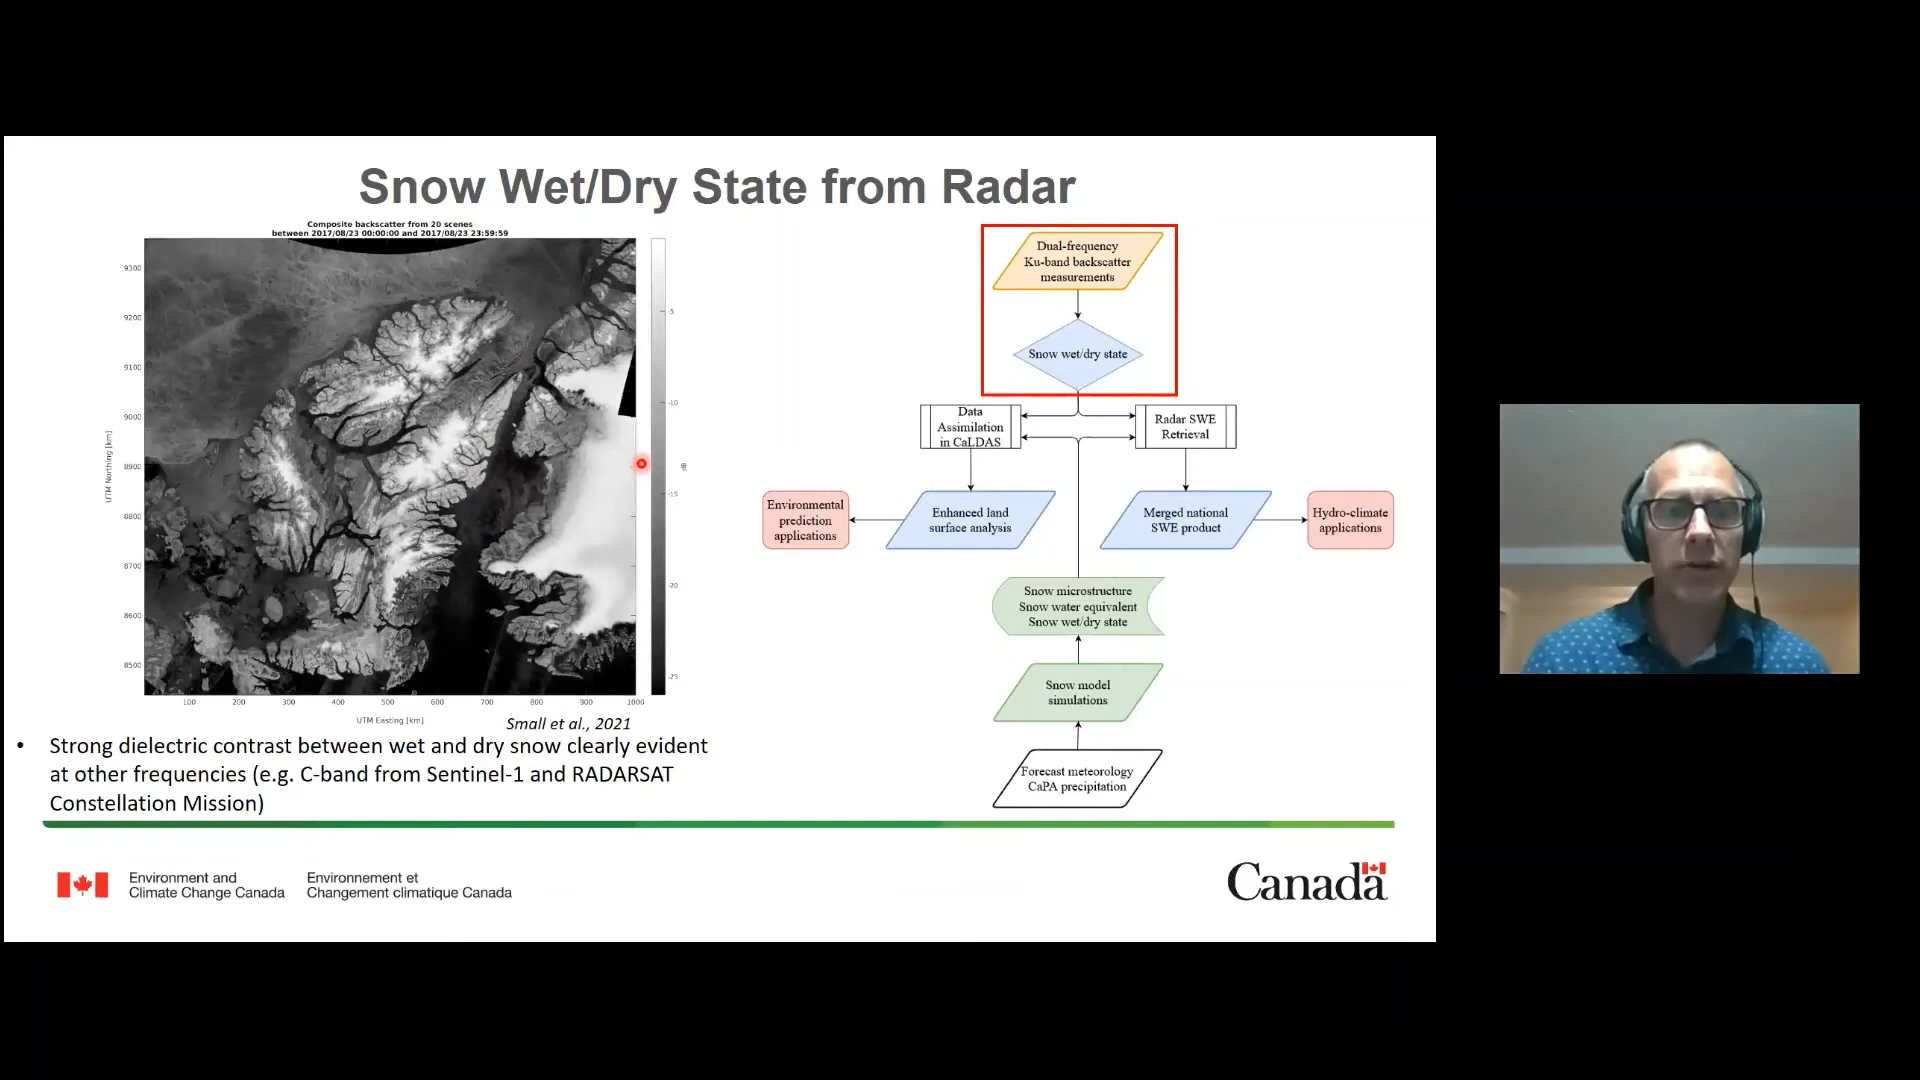 Snow Wet/Dry State from Radar
Composite backscatter from 20 scenes
between 2017/08/23 00:00:00 and 2017/08/23 23:59:59
9300
9200
9100
9000
8900
8800
8700
8600
8500
UTM Northing [km]
100
200
300
400
500
600
700
800
900
1000
UTM Easting [km]
-5
-10
-15
-20
-25
dB
Small et al., 2021
• Strong dielectric contrast between wet and dry snow clearly evident
at other frequencies (e.g. C-band from Sentinel-1 and RADARSAT
Constellation Mission)
Dual-frequency
Ku-band backscatter
measurements
Snow wet/dry state
Data
Assimilation
in CaLDAS
Radar SWE
Retrieval
Environmental
prediction
applications
Enhanced land
surface analysis
Merged national
SWE product
Hydro-climate
applications
Snow microstructure
Snow water equivalent
Snow wet/dry state
Snow model
simulations
Forecast meteorology
CaPA precipitation
Environment and
Climate Change Canada
Environnement et
Changement climatique Canada
Canada